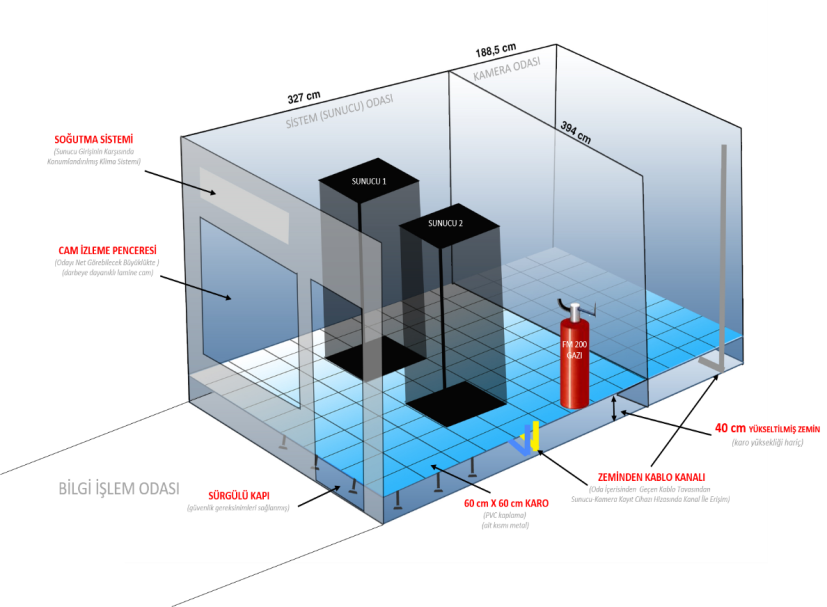 188,5 cm
KAMERA ODASI
327 cm
SİSTEM (SUNUCU) ODASI
394 cm
SOĞUTMA SİSTEMİ
(Sunucu Girişinin Karşısında
Konumlandırılmış Klima Sistemi)
SUNUCU 1
SUNUCU 2
CAM İZLEME PENCERESİ
(Odayı Net Görebilecek Büyüklükte )
(darbeye dayanıklı lamine cam)
FM 200
GAZI
40 cm YÜKSELTİLMİŞ ZEMİN
(karo yüksekliği hariç)
ZEMİNDEN KABLO KANALI
(Oda İçerisinden Geçen Kablo Tavasından
Sunucu-Kamera Kayıt Cihazı Hizasında Kanal İle Erişim)
BİLGİ İŞLEM ODASI
SÜRGÜLÜ KAPI
(güvenlik gereksinimleri sağlanmış)
60 cm X 60 cm KARO
(PVC kaplama)
(alt kısmı metal)